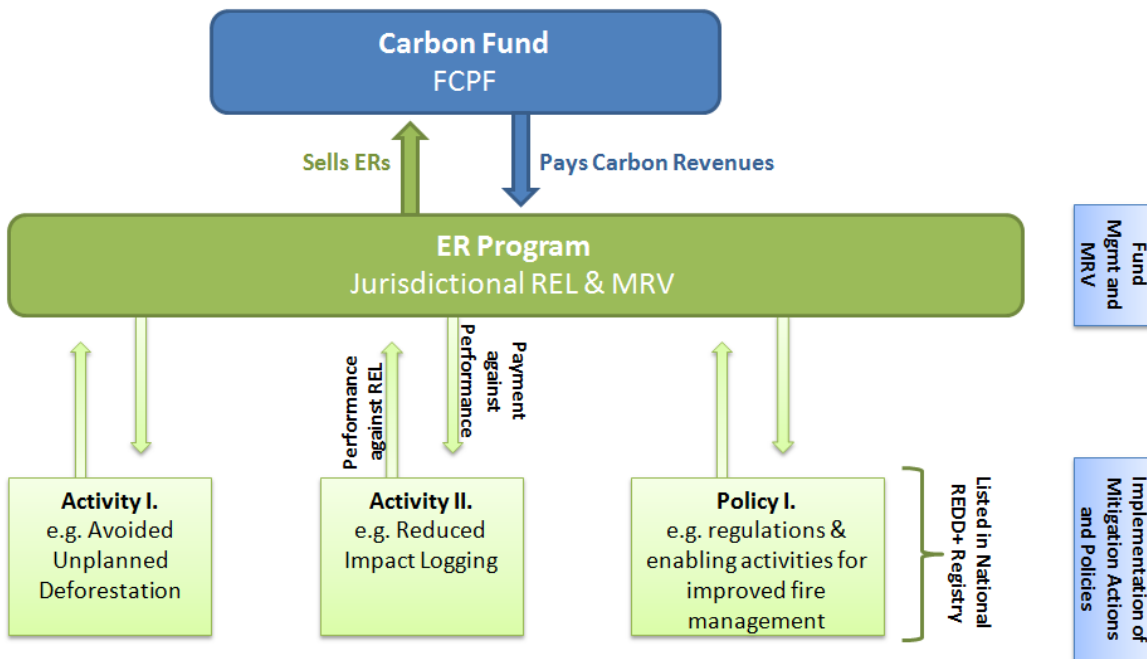 Carbon Fund
FCPF
Sells ERs
Pays Carbon Revenues
ER Program
Jurisdictional REL & MRV
Fund
Mgmt and
MRV
Performance
against REL
Payment
against
Performance
Activity I.
e.g. Avoided
Unplanned
Deforestation
Activity II.
e.g. Reduced
Impact Logging
Policy I.
e.g. regulations &
enabling activities for
improved fire
management
Listed in National
REDD+ Registry
Implementation of
Mitigation Actions
and Policies